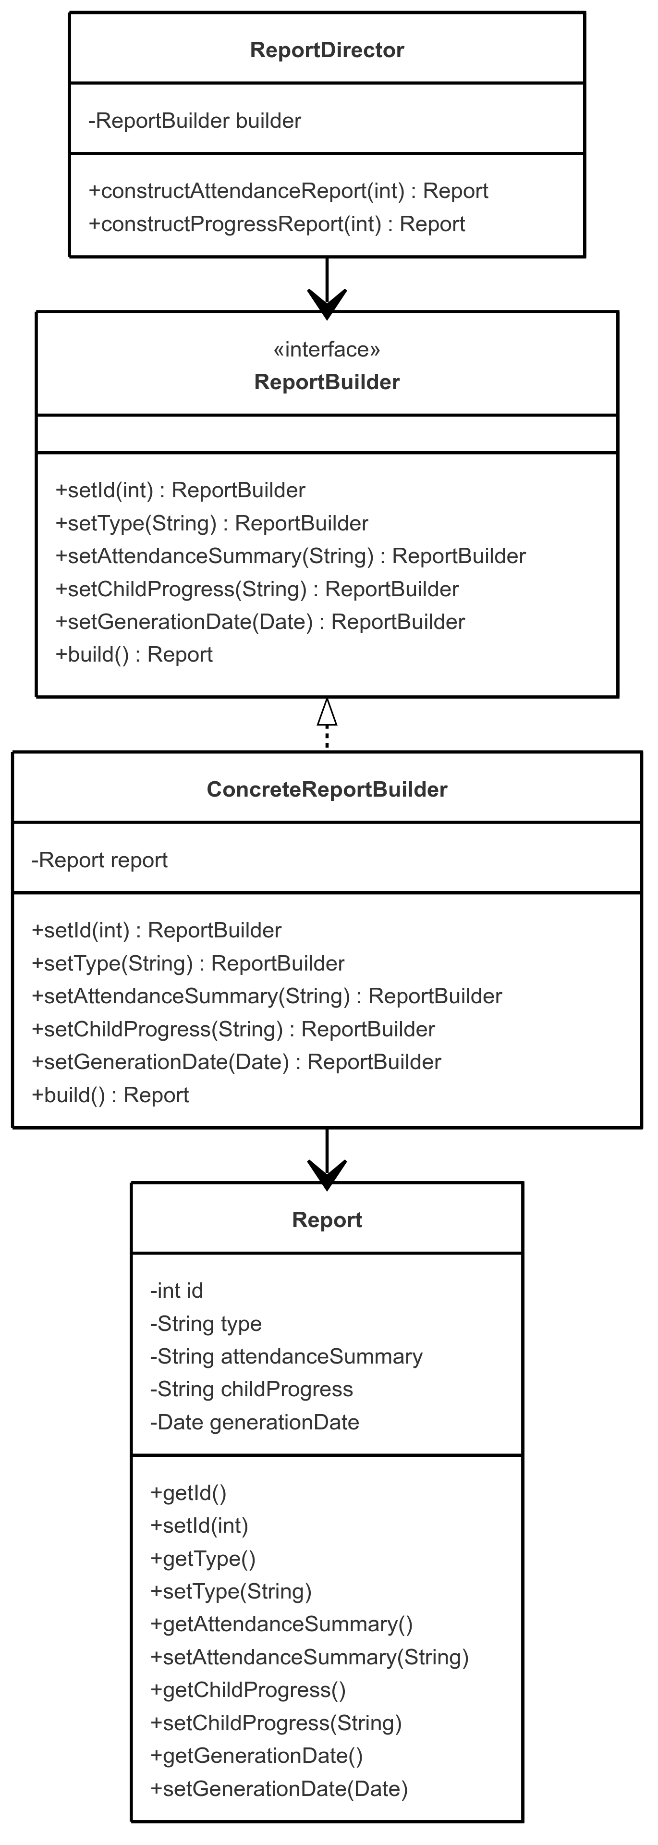 ReportDirector
-ReportBuilder builder
+constructAttendanceReport(int) : Report
+constructProgressReport(int) : Report
«interface»
ReportBuilder
+setId(int) : ReportBuilder
+setType(String) : ReportBuilder
+setAttendanceSummary(String) : ReportBuilder
+setChildProgress(String) : ReportBuilder
+setGenerationDate(Date) : ReportBuilder
+build() : Report
ConcreteReportBuilder
-Report report
+setId(int) : ReportBuilder
+setType(String) : ReportBuilder
+setAttendanceSummary(String) : ReportBuilder
+setChildProgress(String) : ReportBuilder
+setGenerationDate(Date) : ReportBuilder
+build() : Report
Report
-int id
-String type
-String attendanceSummary
-String childProgress
-Date generationDate
+getId()
+setId(int)
+getType()
+setType(String)
+getAttendanceSummary()
+setAttendanceSummary(String)
+getChildProgress()
+setChildProgress(String)
+getGenerationDate()
+setGenerationDate(Date)